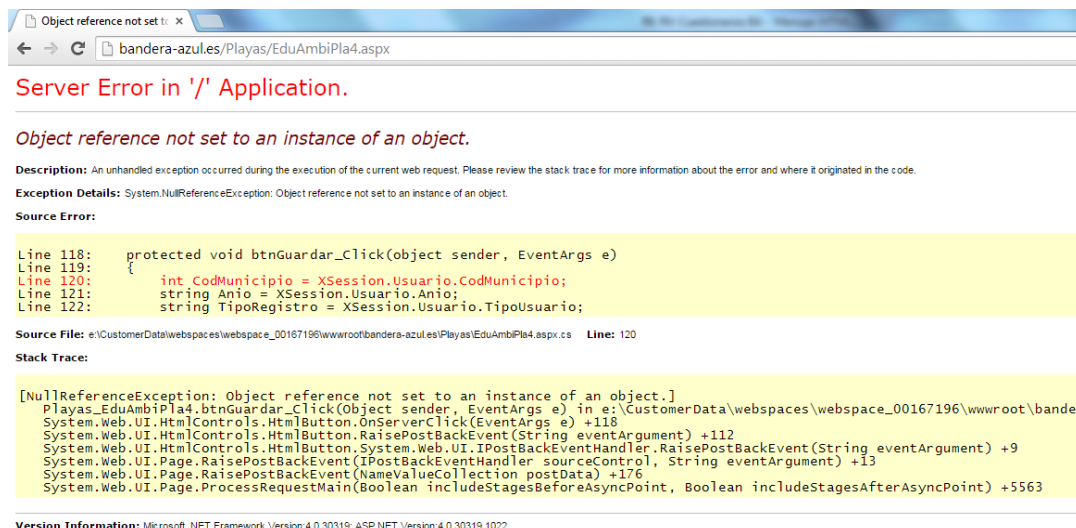 Object reference not set to
bandera-azul.es/Playas/EduAmbiPla4.aspx
Server Error in '/' Application.
Object reference not set to an instance of an object.
Description: An unhandled exception occurred during the execution of the current web request. Please review the stack trace for more information about the error and where it originated in the code.
Exception Details: System.NullReferenceException: Object reference not set to an instance of an object.
Source Error:
Line 118: protected void btnGuardar_Click(object sender, EventArgs e)
Line 119: {
Line 120: int CodMunicipio = XSession.Usuario.CodMunicipio;
Line 121: string Anio = XSession.Usuario.Anio;
Line 122: string TipoRegistro = XSession.Usuario.TipoUsuario;
Source File: e:\CustomerData\webspaces\webspace_00167196\wwwroot\bandera-azul.es\Playas\EduAmbiPla4.aspx.cs Line: 120
Stack Trace:
[NullReferenceException: Object reference not set to an instance of an object.]
Playas_EduAmbiPla4.btnGuardar_Click(Object sender, EventArgs e) in e:\CustomerData\webspaces\webspace_00167196\wwwroot\bande
System.Web.UI.HtmlControls.HtmlButton.OnServerClick(EventArgs e) +118
System.Web.UI.HtmlControls.HtmlButton.RaisePostBackEvent(String eventArgument) +112
System.Web.UI.HtmlControls.HtmlButton.System.Web.UI.IPostBackEventHandler.RaisePostBackEvent(String eventArgument) +9
System.Web.UI.Page.RaisePostBackEvent(IPostBackEventHandler sourceControl, String eventArgument) +13
System.Web.UI.Page.RaisePostBackEvent(NameValueCollection postData) +176
System.Web.UI.Page.ProcessRequestMain(Boolean includeStagesBeforeAsyncPoint, Boolean includeStagesAfterAsyncPoint) +5563
Version Information: Microsoft .NET Framework Version:4.0.30319; ASP.NET Version:4.0.30319.1022